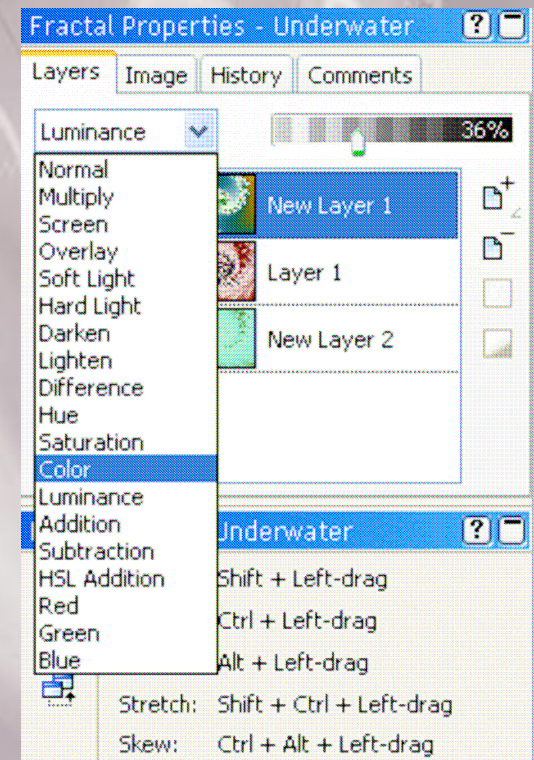 Fractal Properties - Underwater
Layers Image History Comments
Luminance 36%
Normal
Multiply
Screen
Overlay
Soft Light
Hard Light
Darken
Lighten
Difference
Hue
Saturation
Color
Luminance
Addition
Subtraction
HSL Addition
Red
Green
Blue
New Layer 1
Layer 1
New Layer 2
Underwater
Shift + Left-drag
Ctrl + Left-drag
Alt + Left-drag
Stretch: Shift + Ctrl + Left-drag
Skew: Ctrl + Alt + Left-drag